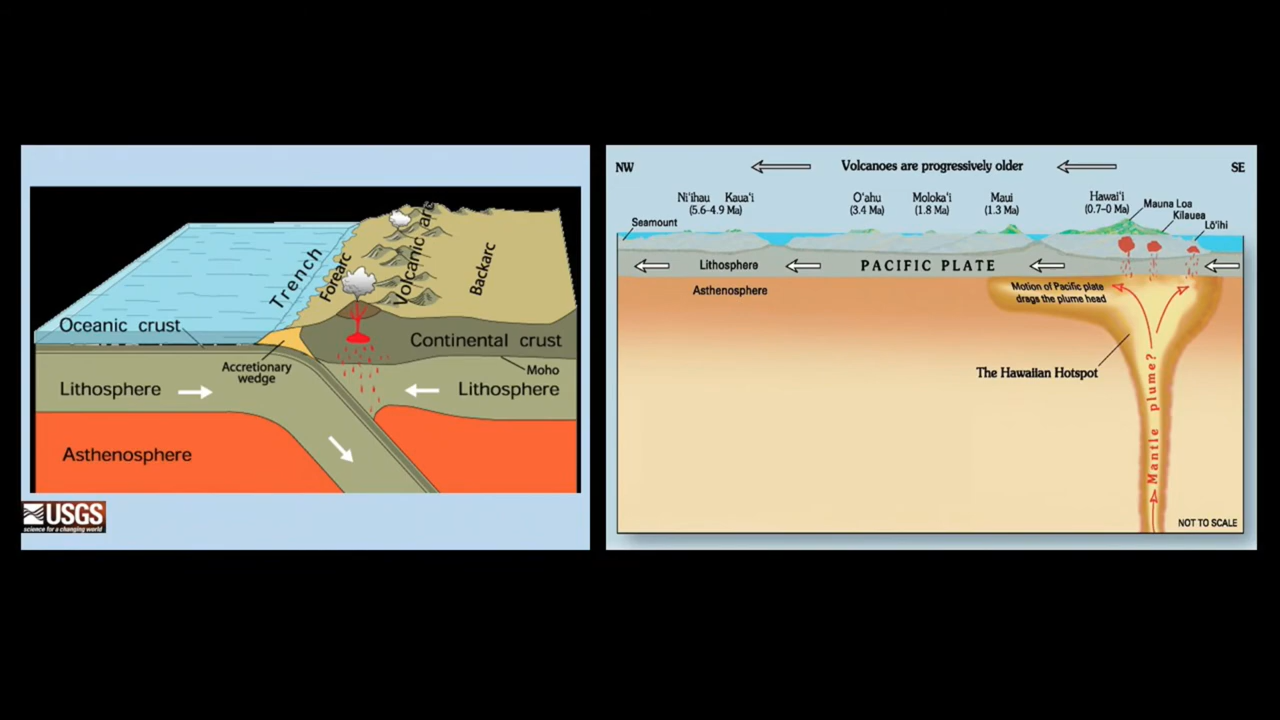 Trench
Forearc
Volcanic arc
Backarc
Oceanic crust
Continental crust
Accretionary
wedge
Moho
Lithosphere
Lithosphere
Asthenosphere
USGS
science for a changing world
NW
Volcanoes are progressively older
SE
Ni‘ihau
Kaua‘i
(5.6-4.9 Ma)
O‘ahu
(3.4 Ma)
Moloka‘i
(1.8 Ma)
Maui
(1.3 Ma)
Hawai‘i
(0.7–0 Ma)
Mauna Loa
Kilauea
Lō‘ihi
Seamount
Lithosphere
PACIFIC PLATE
Asthenosphere
Motion of Pacific plate
drags the plume head
The Hawaiian Hotspot
Mantle plume?
NOT TO SCALE